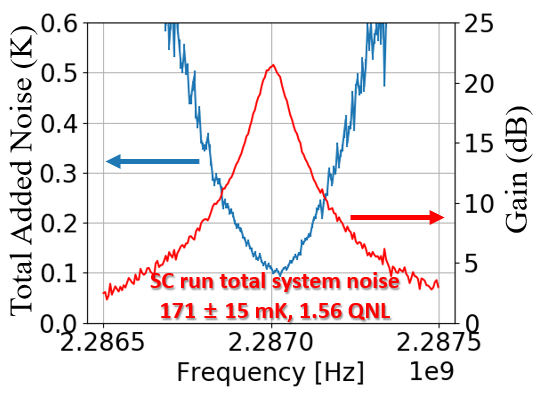 Total Added Noise (K)
0.6
0.5
0.4
0.3
0.2
0.1
0.0
25
20
15
10
5
0
Gain (dB)
SC run total system noise
171 ± 15 mK, 1.56 QNL
2.2865 2.2870 2.2875
Frequency [Hz] 1e9